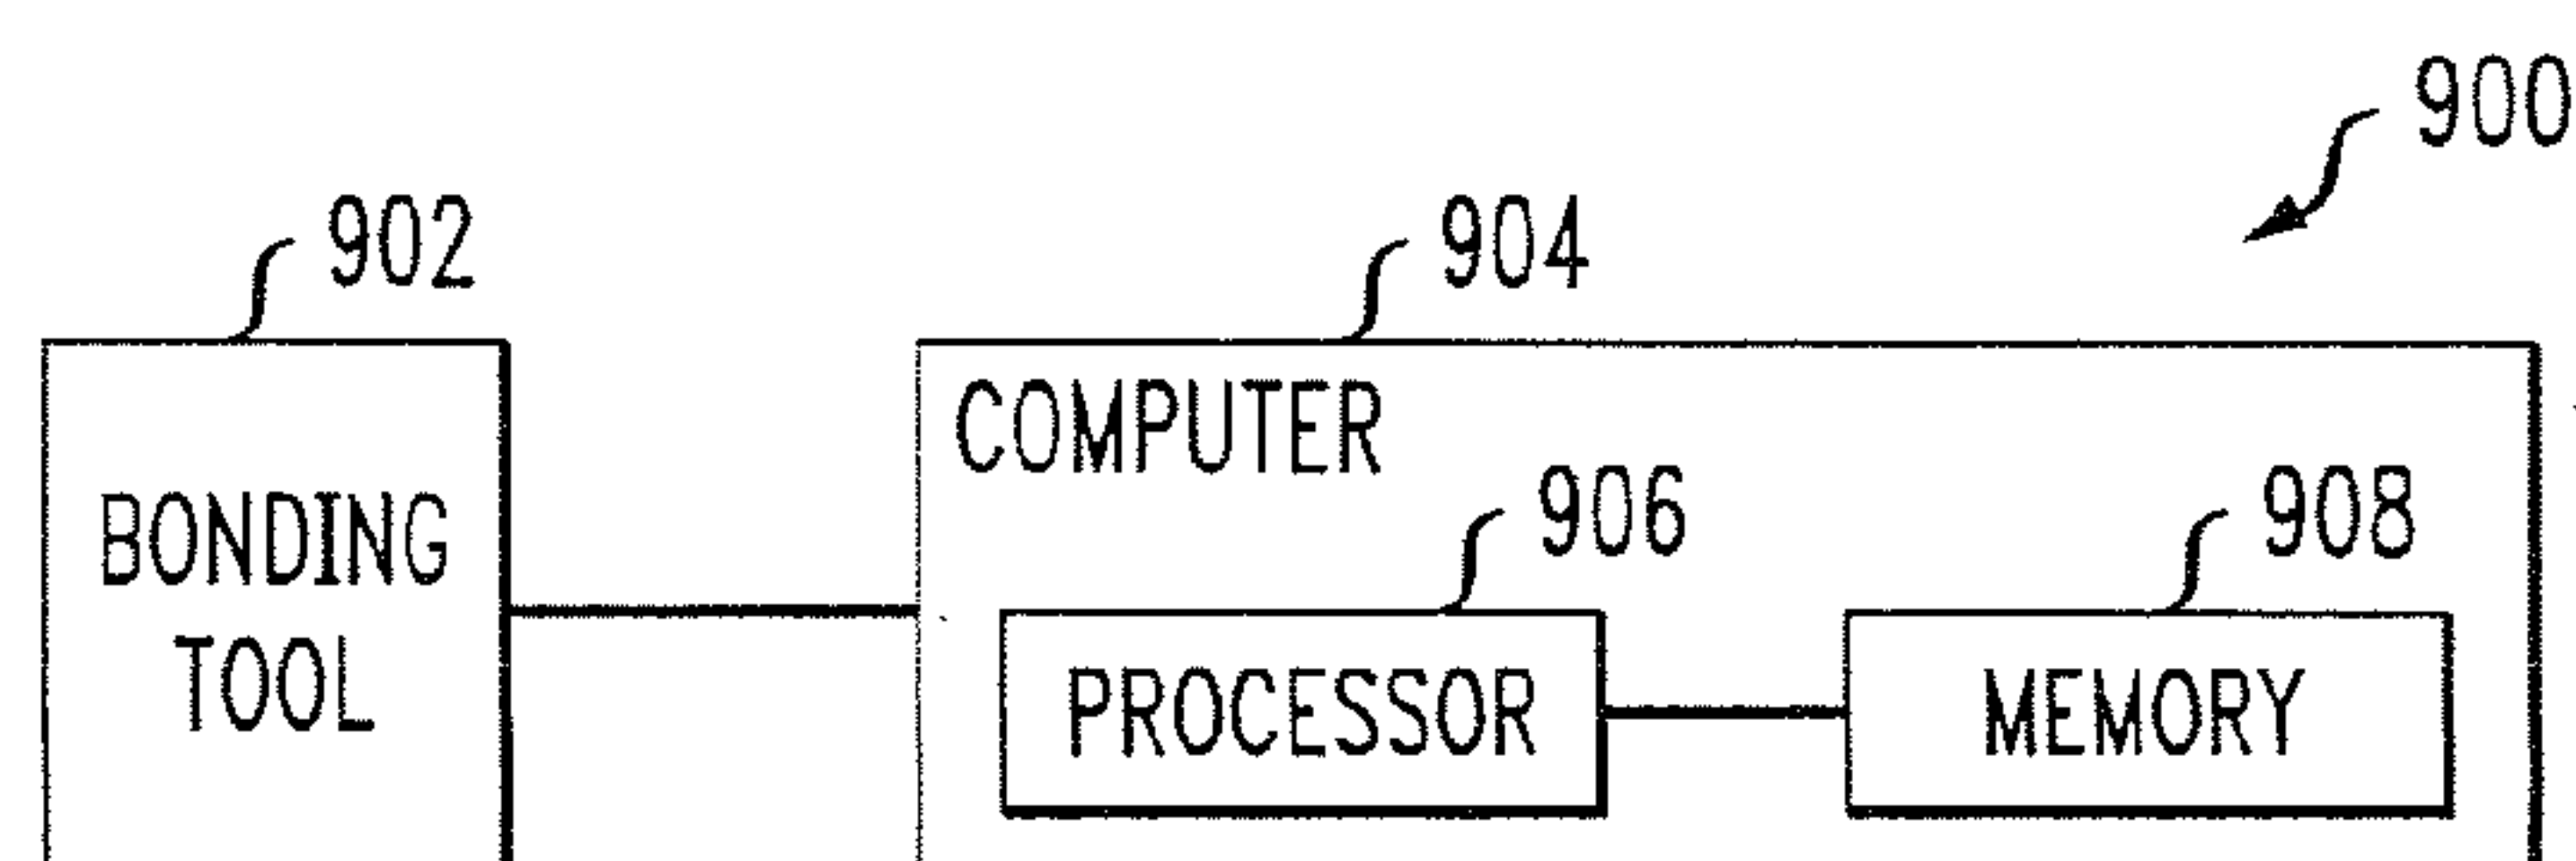 900
902
904
COMPUTER
BONDING
TOOL
906
908
PROCESSOR
MEMORY